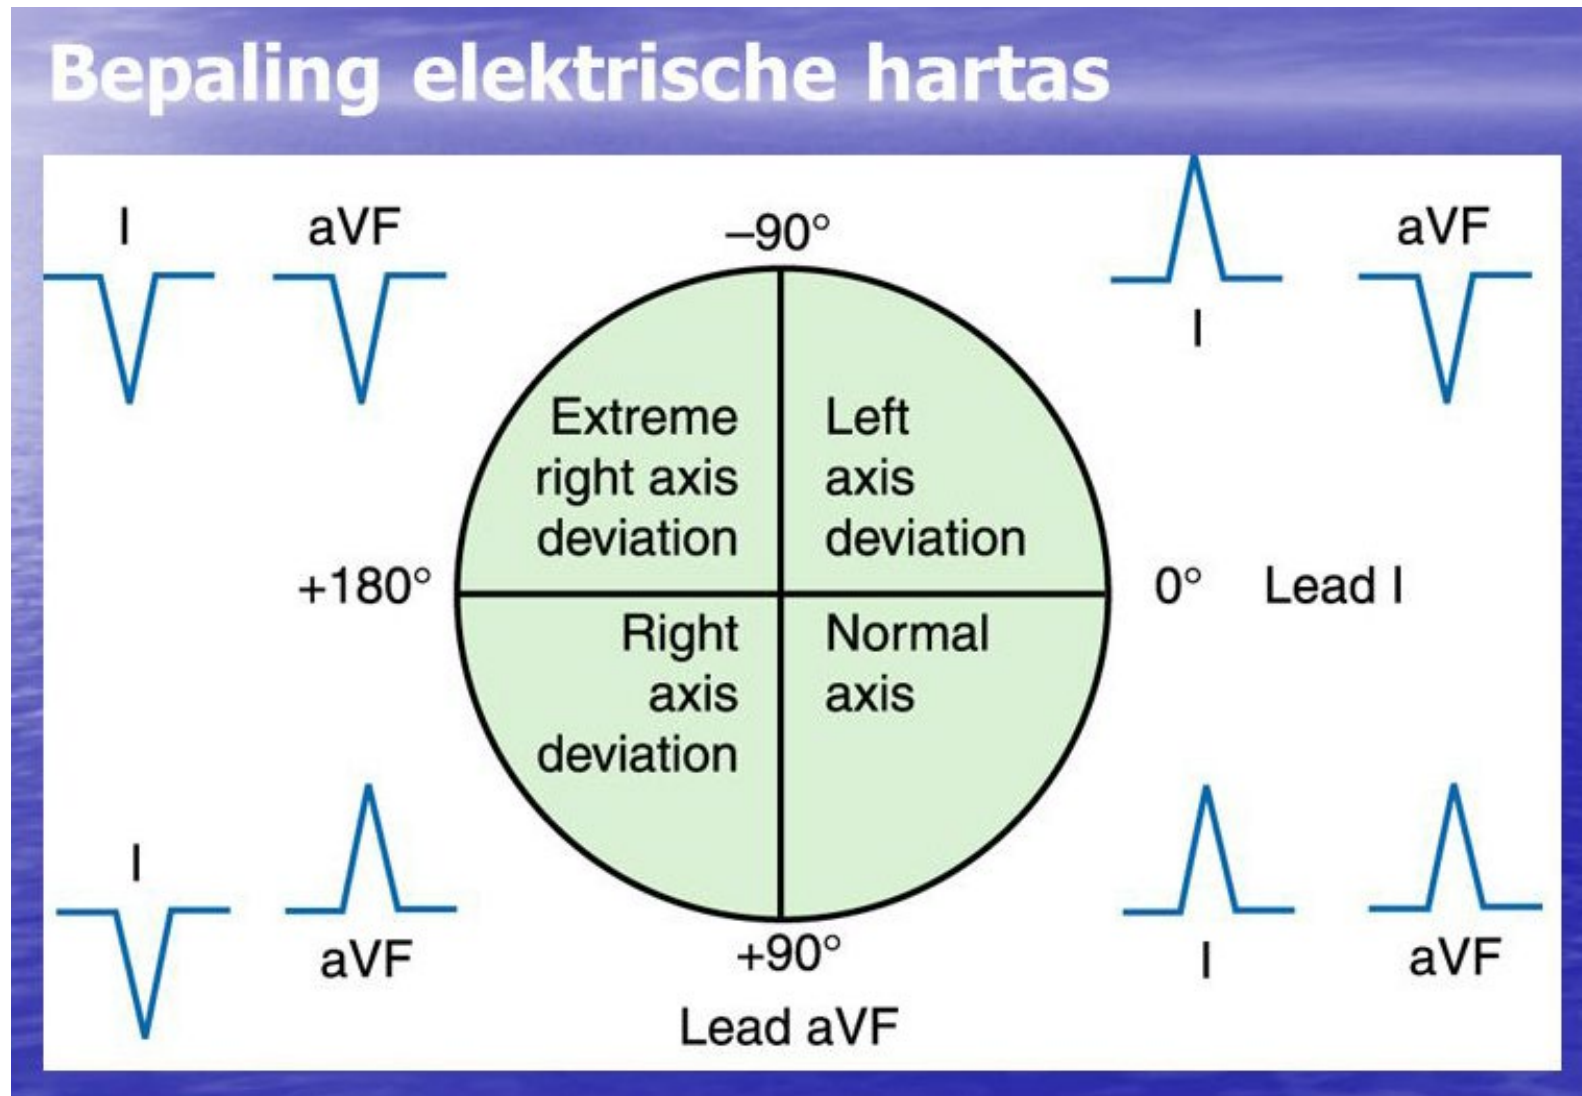 Bepaling elektrische hartas
I
aVF
–90°
aVF
I
Extreme
right axis
deviation
Left
axis
deviation
+180°
0°
Lead I
Right
axis
deviation
Normal
axis
I
aVF
+90°
I
aVF
Lead aVF